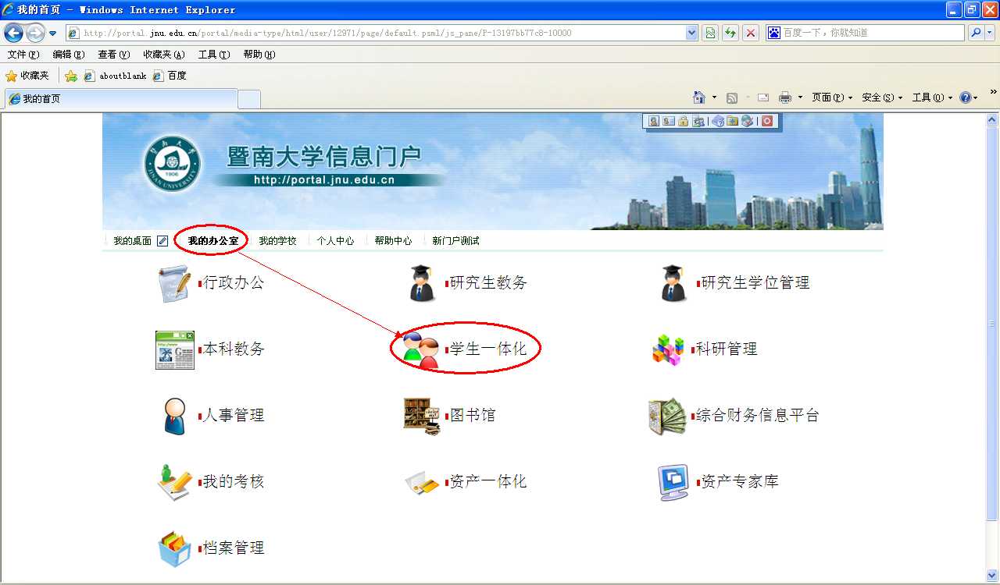 我的首页 - Windows Internet Explorer
http://portal.jnu.edu.cn/portal/media-type/html/user/12971/page/default.psml/js_pane/P-13197bb77c8-10000
百度一下，你就知道
文件(F) 编辑(E) 查看(V) 收藏夹(A) 工具(T) 帮助(H)
收藏夹 aboutblank 百度
我的首页
页面(P) 安全(S) 工具(O)
暨南大学
1906
JINAN UNIVERSITY
暨南大学信息门户
http://portal.jnu.edu.cn
我的桌面 我的办公室 我的学校 个人中心 帮助中心 新门户测试
行政办公 研究生教务 研究生学位管理
本科教务 学生一体化 科研管理
人事管理 图书馆 综合财务信息平台
我的考核 资产一体化 资产专家库
档案管理